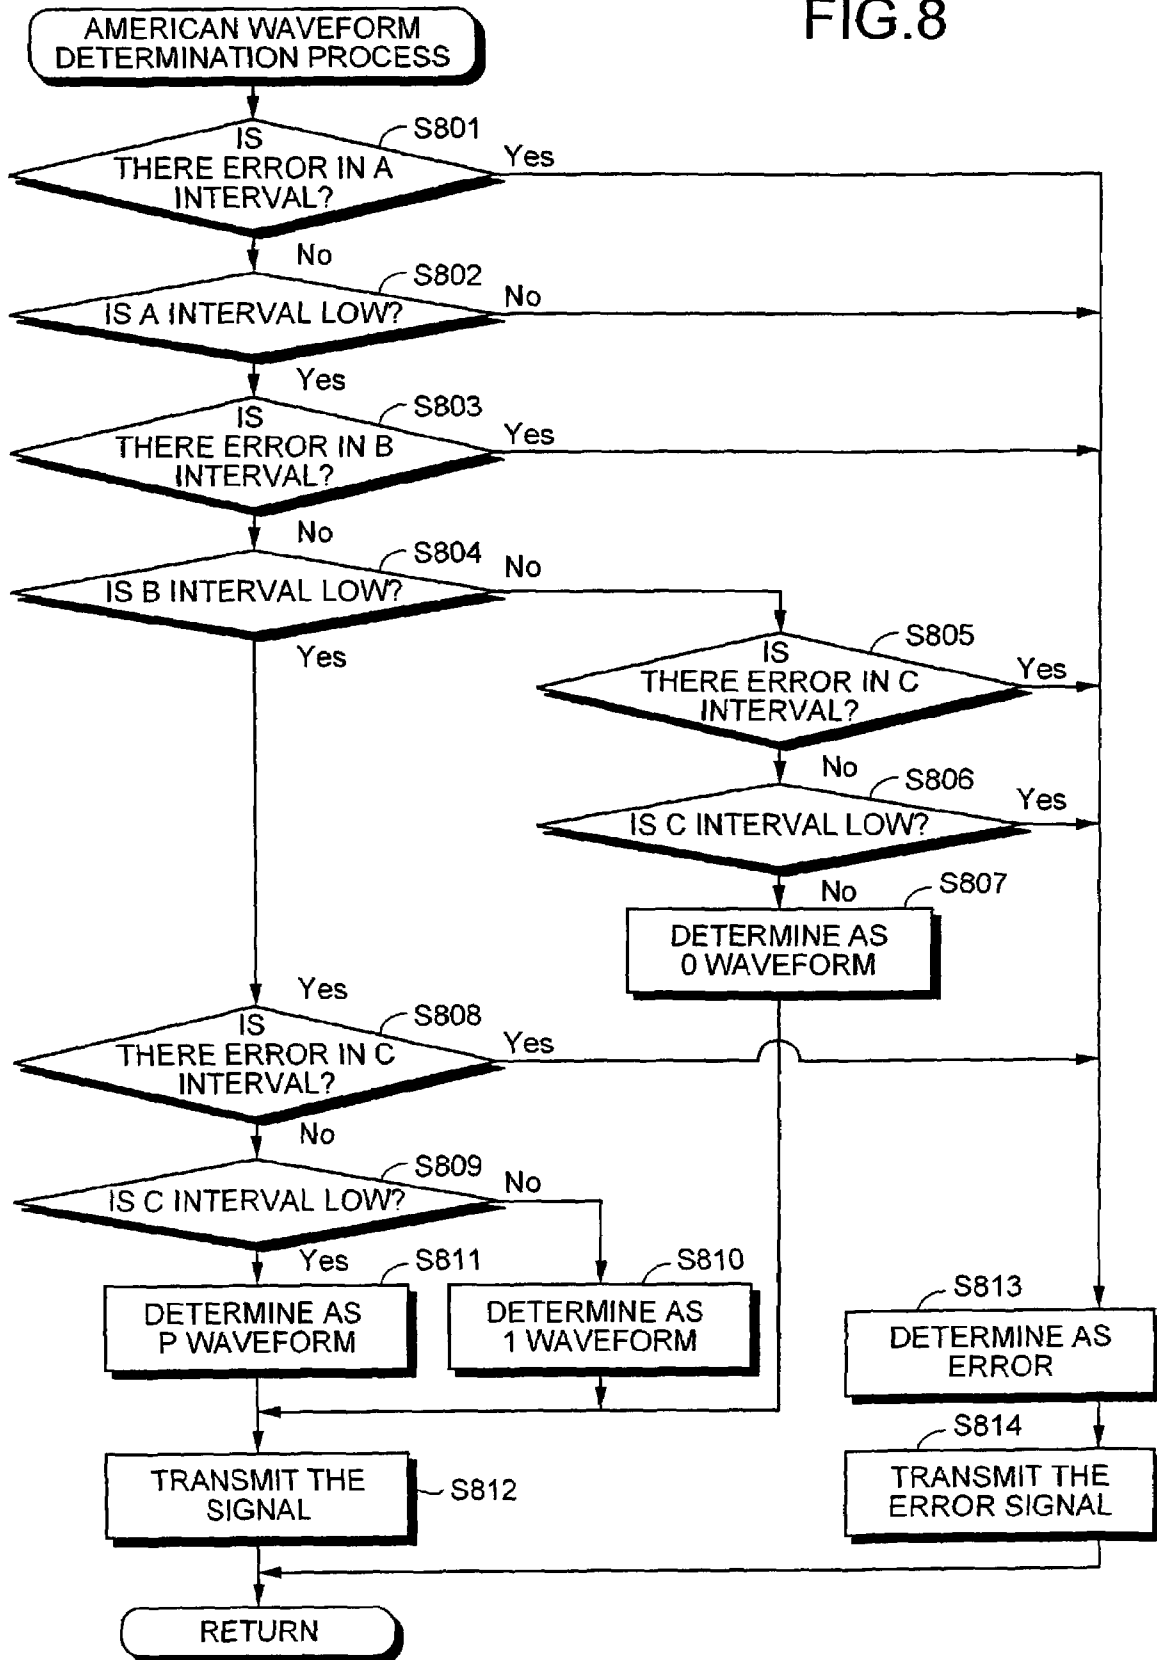 FIG.8
AMERICAN WAVEFORM
DETERMINATION PROCESS
S801
IS
THERE ERROR IN A
INTERVAL?
Yes
No
S802
IS A INTERVAL LOW?
No
Yes
S803
IS
THERE ERROR IN B
INTERVAL?
Yes
No
S804
IS B INTERVAL LOW?
No
Yes
S805
IS
THERE ERROR IN C
INTERVAL?
Yes
No
S806
IS C INTERVAL LOW?
Yes
No
S807
DETERMINE AS
0 WAVEFORM
Yes
S808
IS
THERE ERROR IN C
INTERVAL?
Yes
No
S809
IS C INTERVAL LOW?
No
Yes
S811
DETERMINE AS
P WAVEFORM
S810
DETERMINE AS
1 WAVEFORM
S813
DETERMINE AS
ERROR
S812
TRANSMIT THE
SIGNAL
S814
TRANSMIT THE
ERROR SIGNAL
RETURN